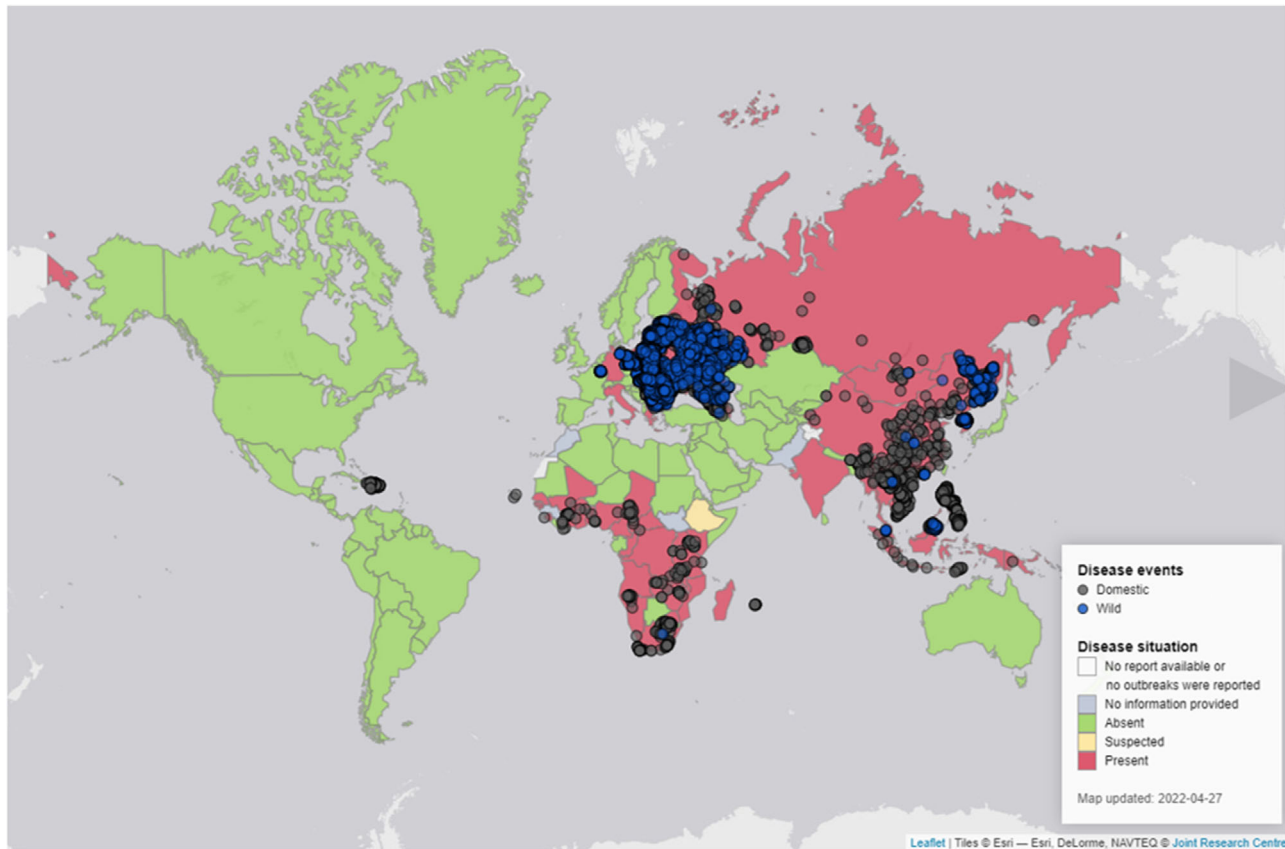 Disease events
Domestic
Wild
Disease situation
No report available or
no outbreaks were reported
No information provided
Absent
Suspected
Present
Map updated: 2022-04-27
Leaflet | Tiles © Esri — Esri, DeLorme, NAVTEQ © Joint Research Centre